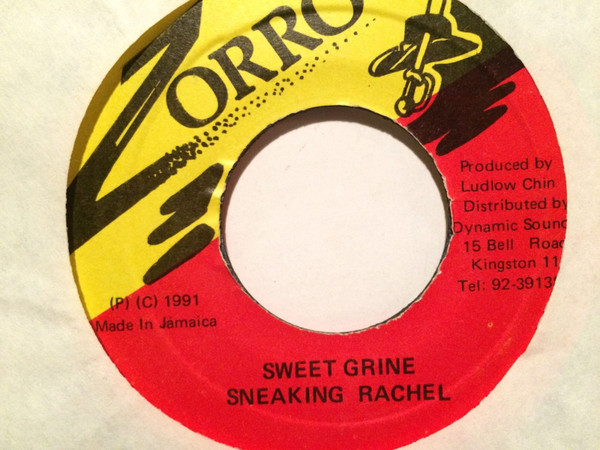 ZORRO
Produced by
Ludlow Chin
Distributed by
Dynamic Sound
15 Bell Road
Kingston 11
Tel: 92-3913
(P) (C) 1991
Made In Jamaica
SWEET GRINE
SNEAKING RACHEL